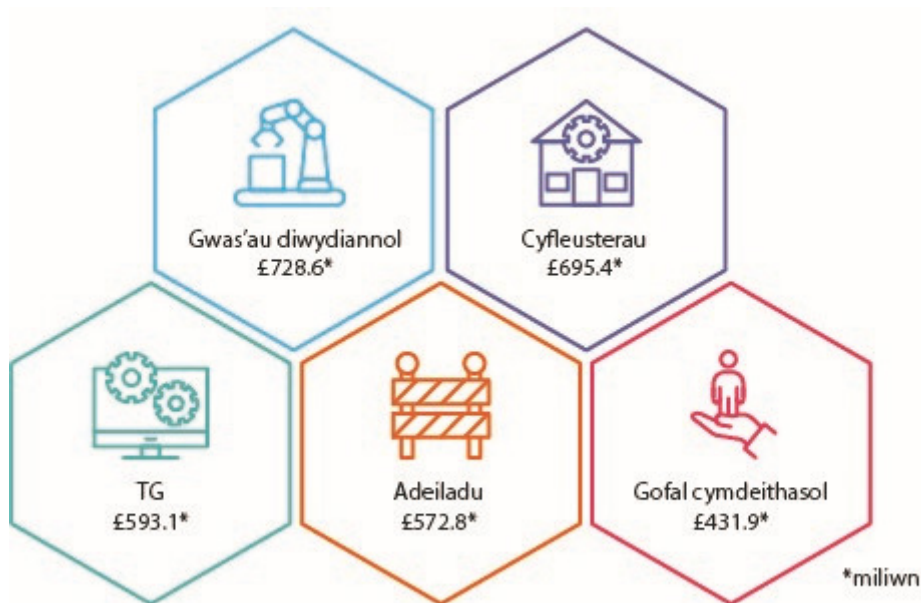 Gwas'au diwydiannol
£728.6*
Cyfleusterau
£695.4*
TG
£593.1*
Adeiladu
£572.8*
Gofal cymdeithasol
£431.9*
*miliwn